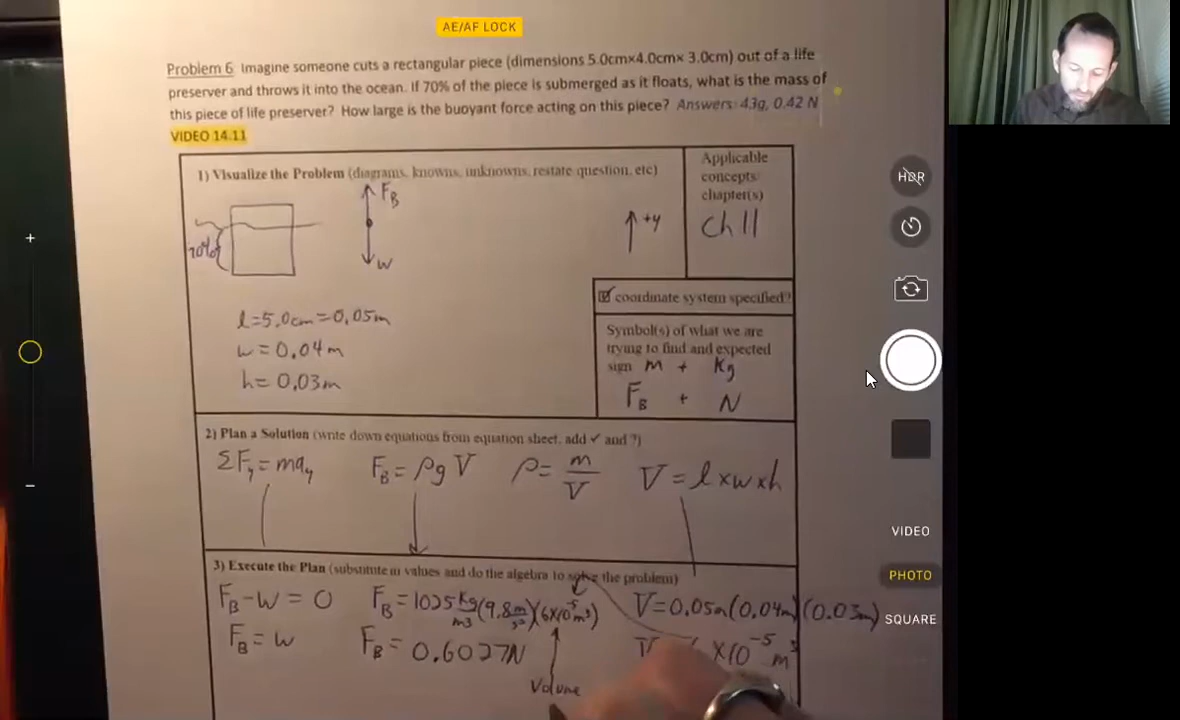 AE/AF LOCK
Problem 6: Imagine someone cuts a rectangular piece (dimensions 5.0cm×4.0cm× 3.0cm) out of a life
preserver and throws it into the ocean. If 70% of the piece is submerged as it floats, what is the mass of
this piece of life preserver? How large is the buoyant force acting on this piece? Answers: 43g, 0.42 N
VIDEO 14.11
1) Visualize the Problem (diagrams, knowns, unknowns, restate question, etc)
Applicable
concepts
chapter(s)
Ch 11
F_B
W
70%
+y
l=5.0cm=0.05m
w=0.04m
h=0.03m
coordinate system specified?
Symbol(s) of what we are
trying to find and expected
sign m + kg
F_B + N
2) Plan a Solution (write down equations from equation sheet, add ✓ and ?)
ΣF_y=ma_y F_B=ρgV ρ=m/V V=l×w×h
3) Execute the Plan (substitute in values and do the algebra to solve the problem)
F_B-W=0 F_B=1025 kg/m3 (9.8 m/s²)(6×10⁻⁵m³) V=0.05m(0.04m)(0.03m)
F_B=W F_B=0.6027N ×10⁻⁵ m³
Volume
HDR
VIDEO
PHOTO
SQUARE